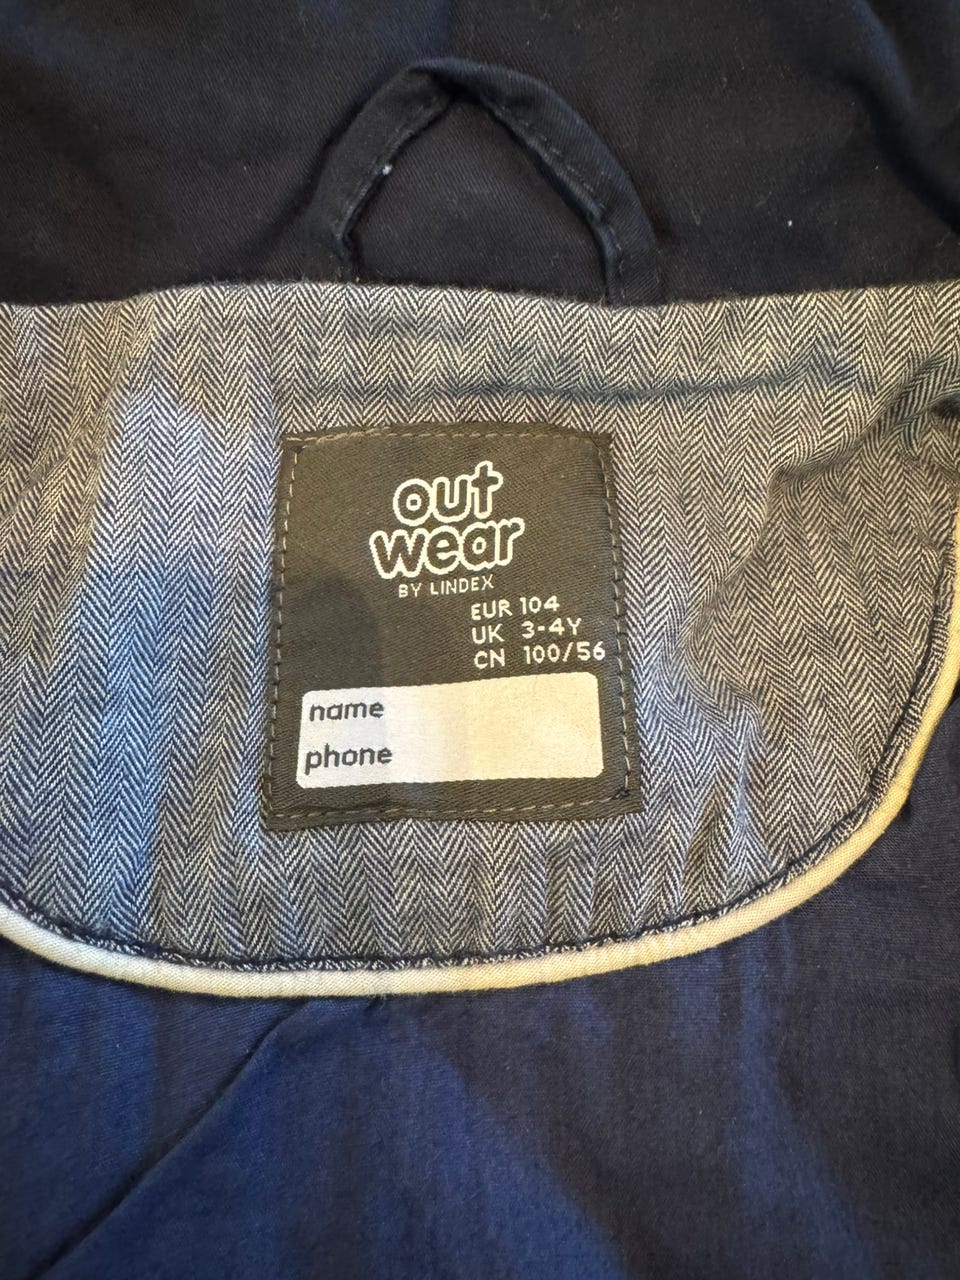 out
wear
BY LINDEX
EUR 104
UK 3-4Y
CN 100/56
name
phone